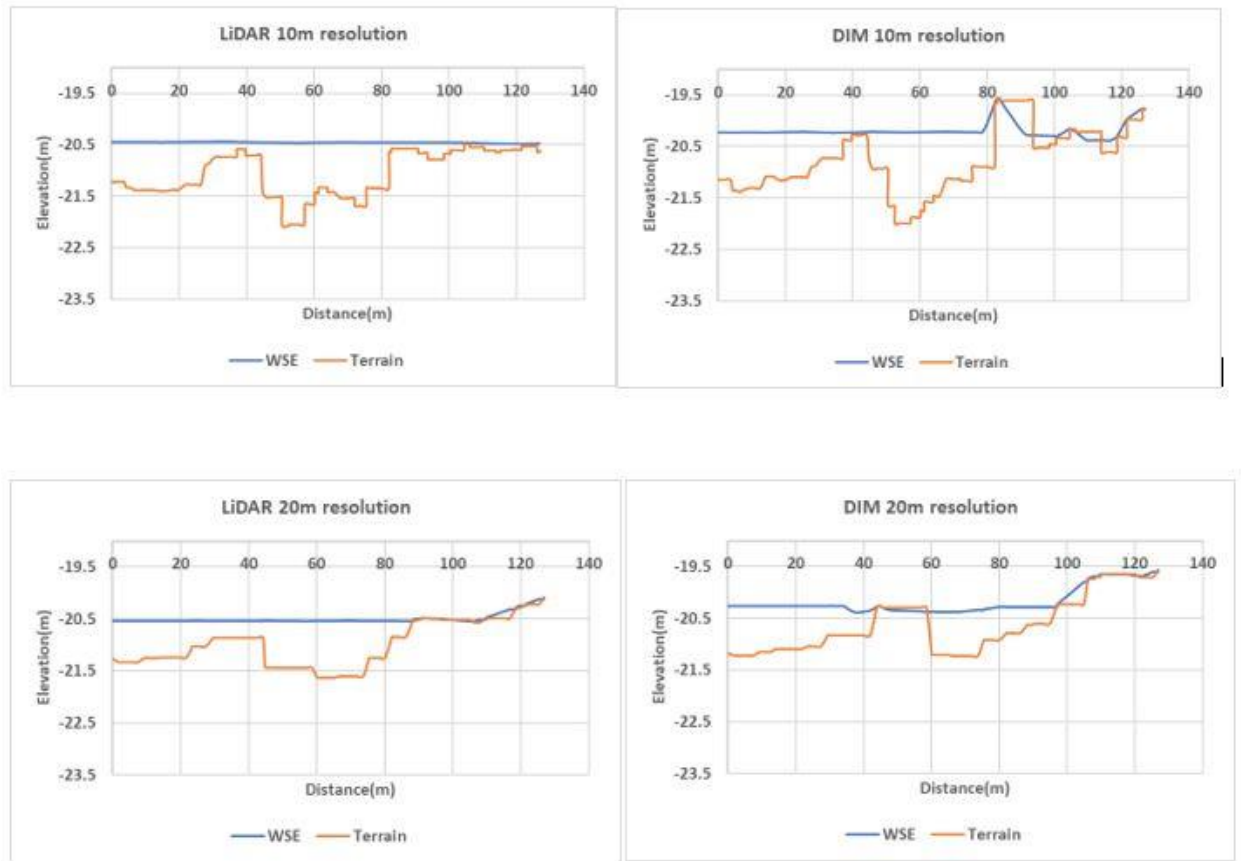 LiDAR 10m resolution
0 20 40 60 80 100 120 140
-19.5
-20.5
-21.5
-22.5
-23.5
Elevation(m)
Distance(m)
WSE Terrain
DIM 10m resolution
0 20 40 60 80 100 120 140
-19.5
-20.5
-21.5
-22.5
-23.5
Elevation(m)
Distance(m)
WSE Terrain
LiDAR 20m resolution
0 20 40 60 80 100 120 140
-19.5
-20.5
-21.5
-22.5
-23.5
Elevation(m)
Distance(m)
WSE Terrain
DIM 20m resolution
0 20 40 60 80 100 120 140
-19.5
-20.5
-21.5
-22.5
-23.5
Elevation(m)
Distance(m)
WSE Terrain